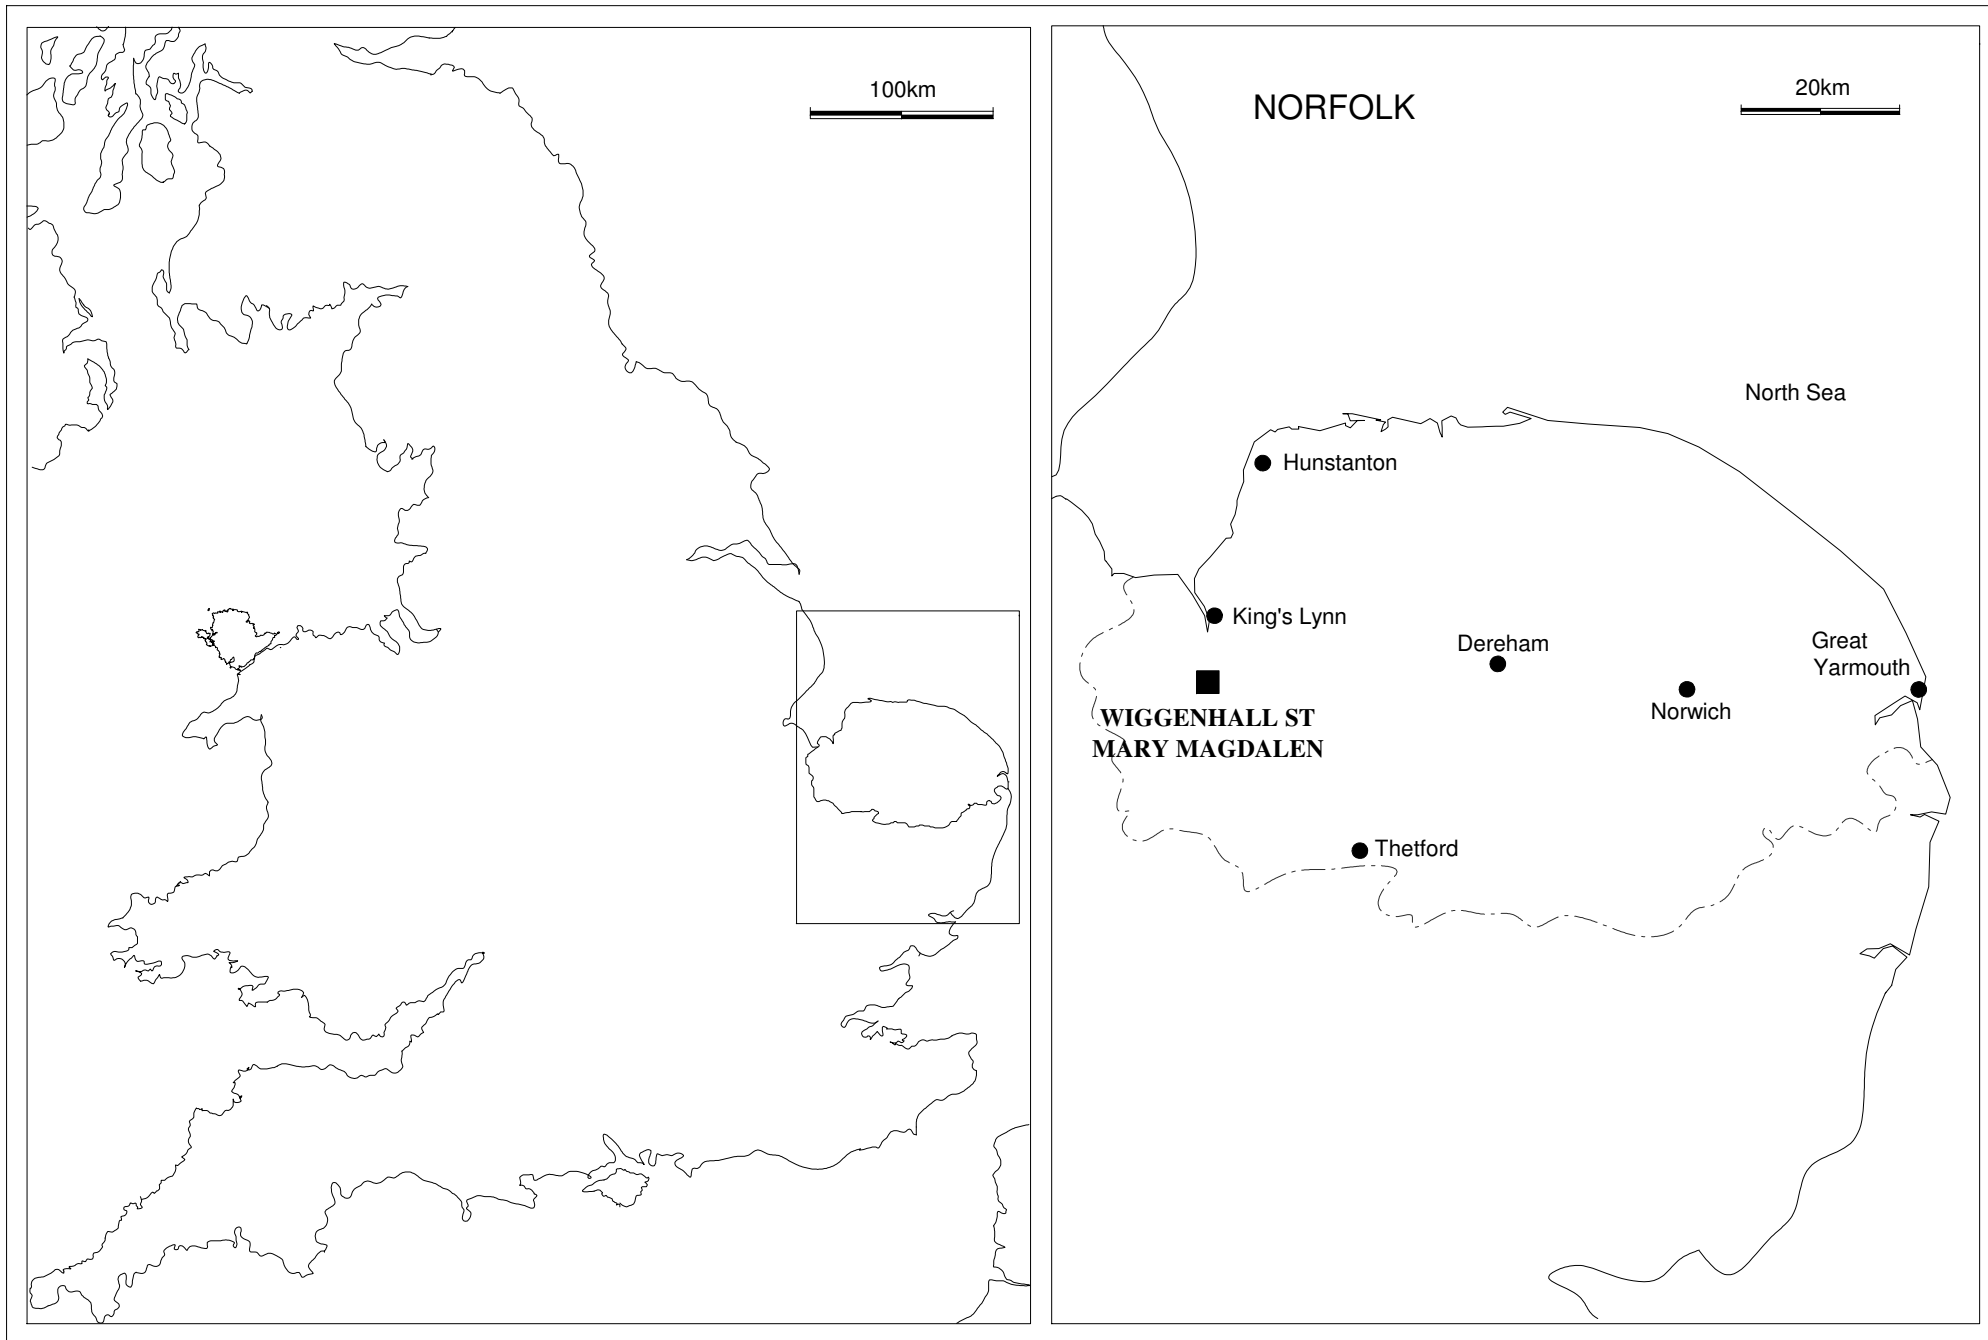 100km
NORFOLK
20km
North Sea
Hunstanton
King's Lynn
Dereham
Great
Yarmouth
Norwich
WIGGENHALL ST
MARY MAGDALEN
Thetford